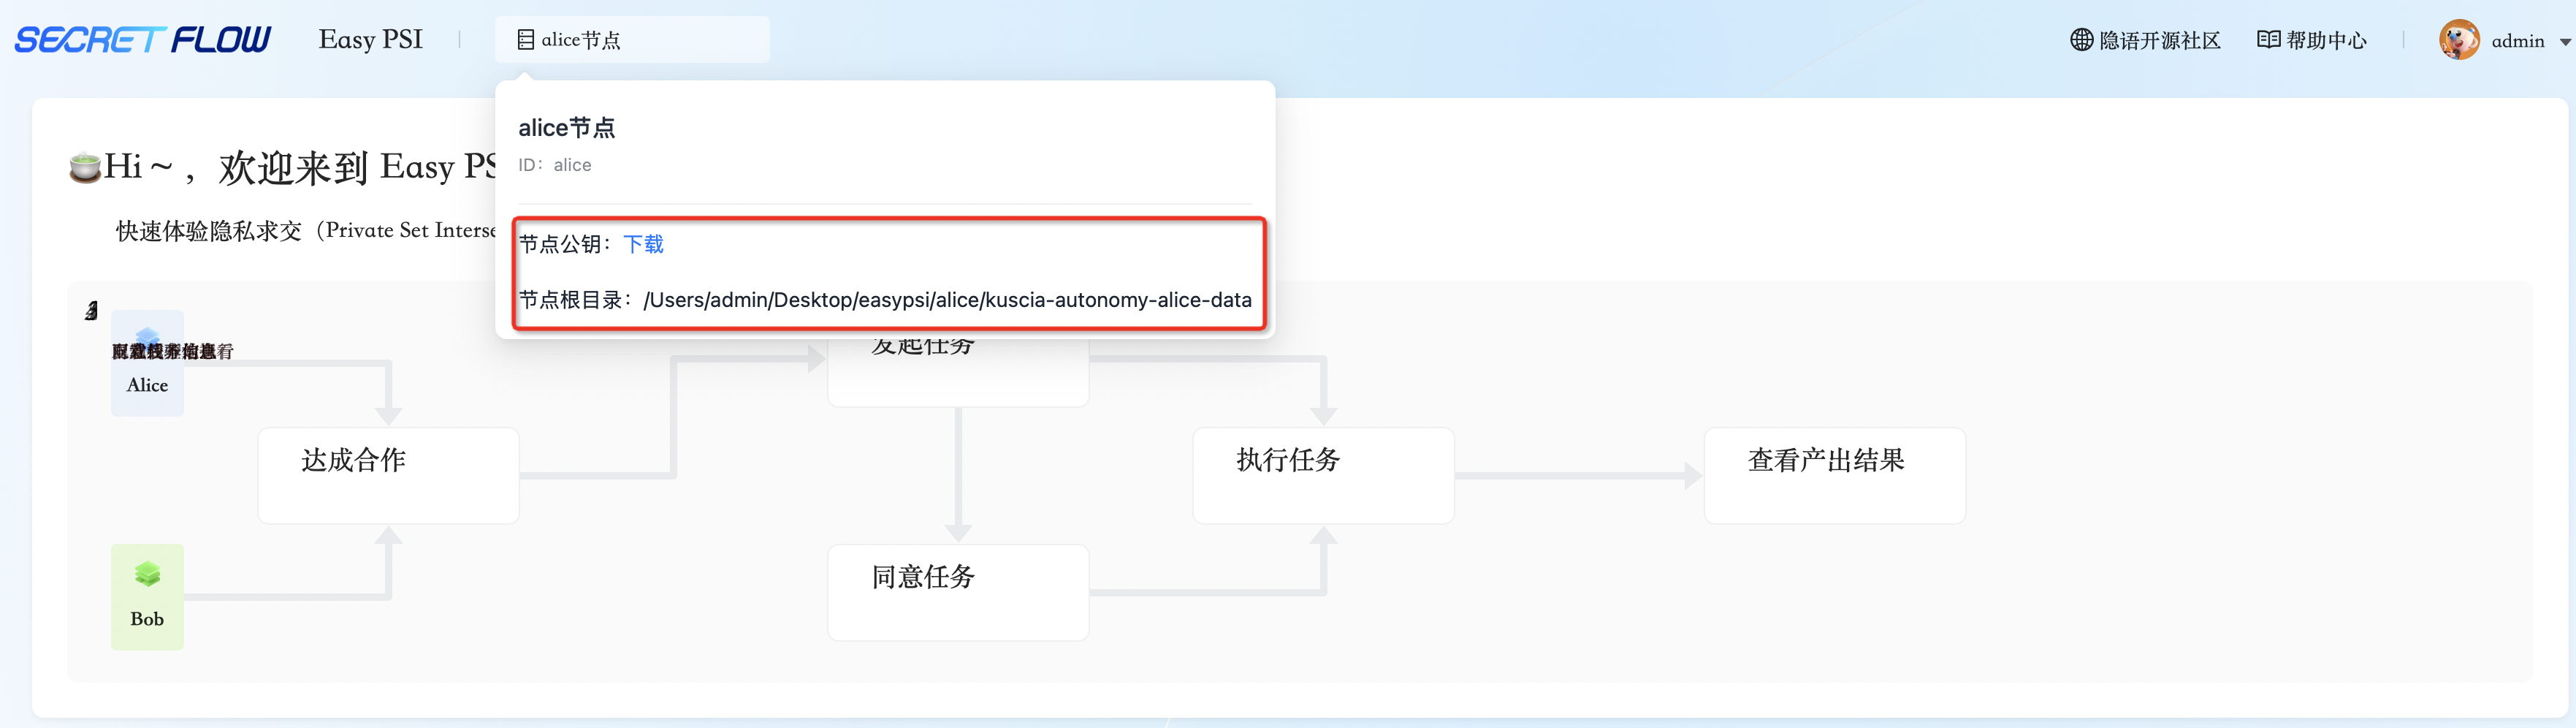 SECRET FLOW
Easy PSI
alice节点
隐语开源社区
帮助中心
admin
alice节点
ID：alice
节点公钥：下载
节点根目录：/Users/admin/Desktop/easypsi/alice/kuscia-autonomy-alice-data
Hi ~ ，欢迎来到 Easy PS
快速体验隐私求交（Private Set Interse
Alice
达成合作
发起任务
执行任务
查看产出结果
同意任务
Bob